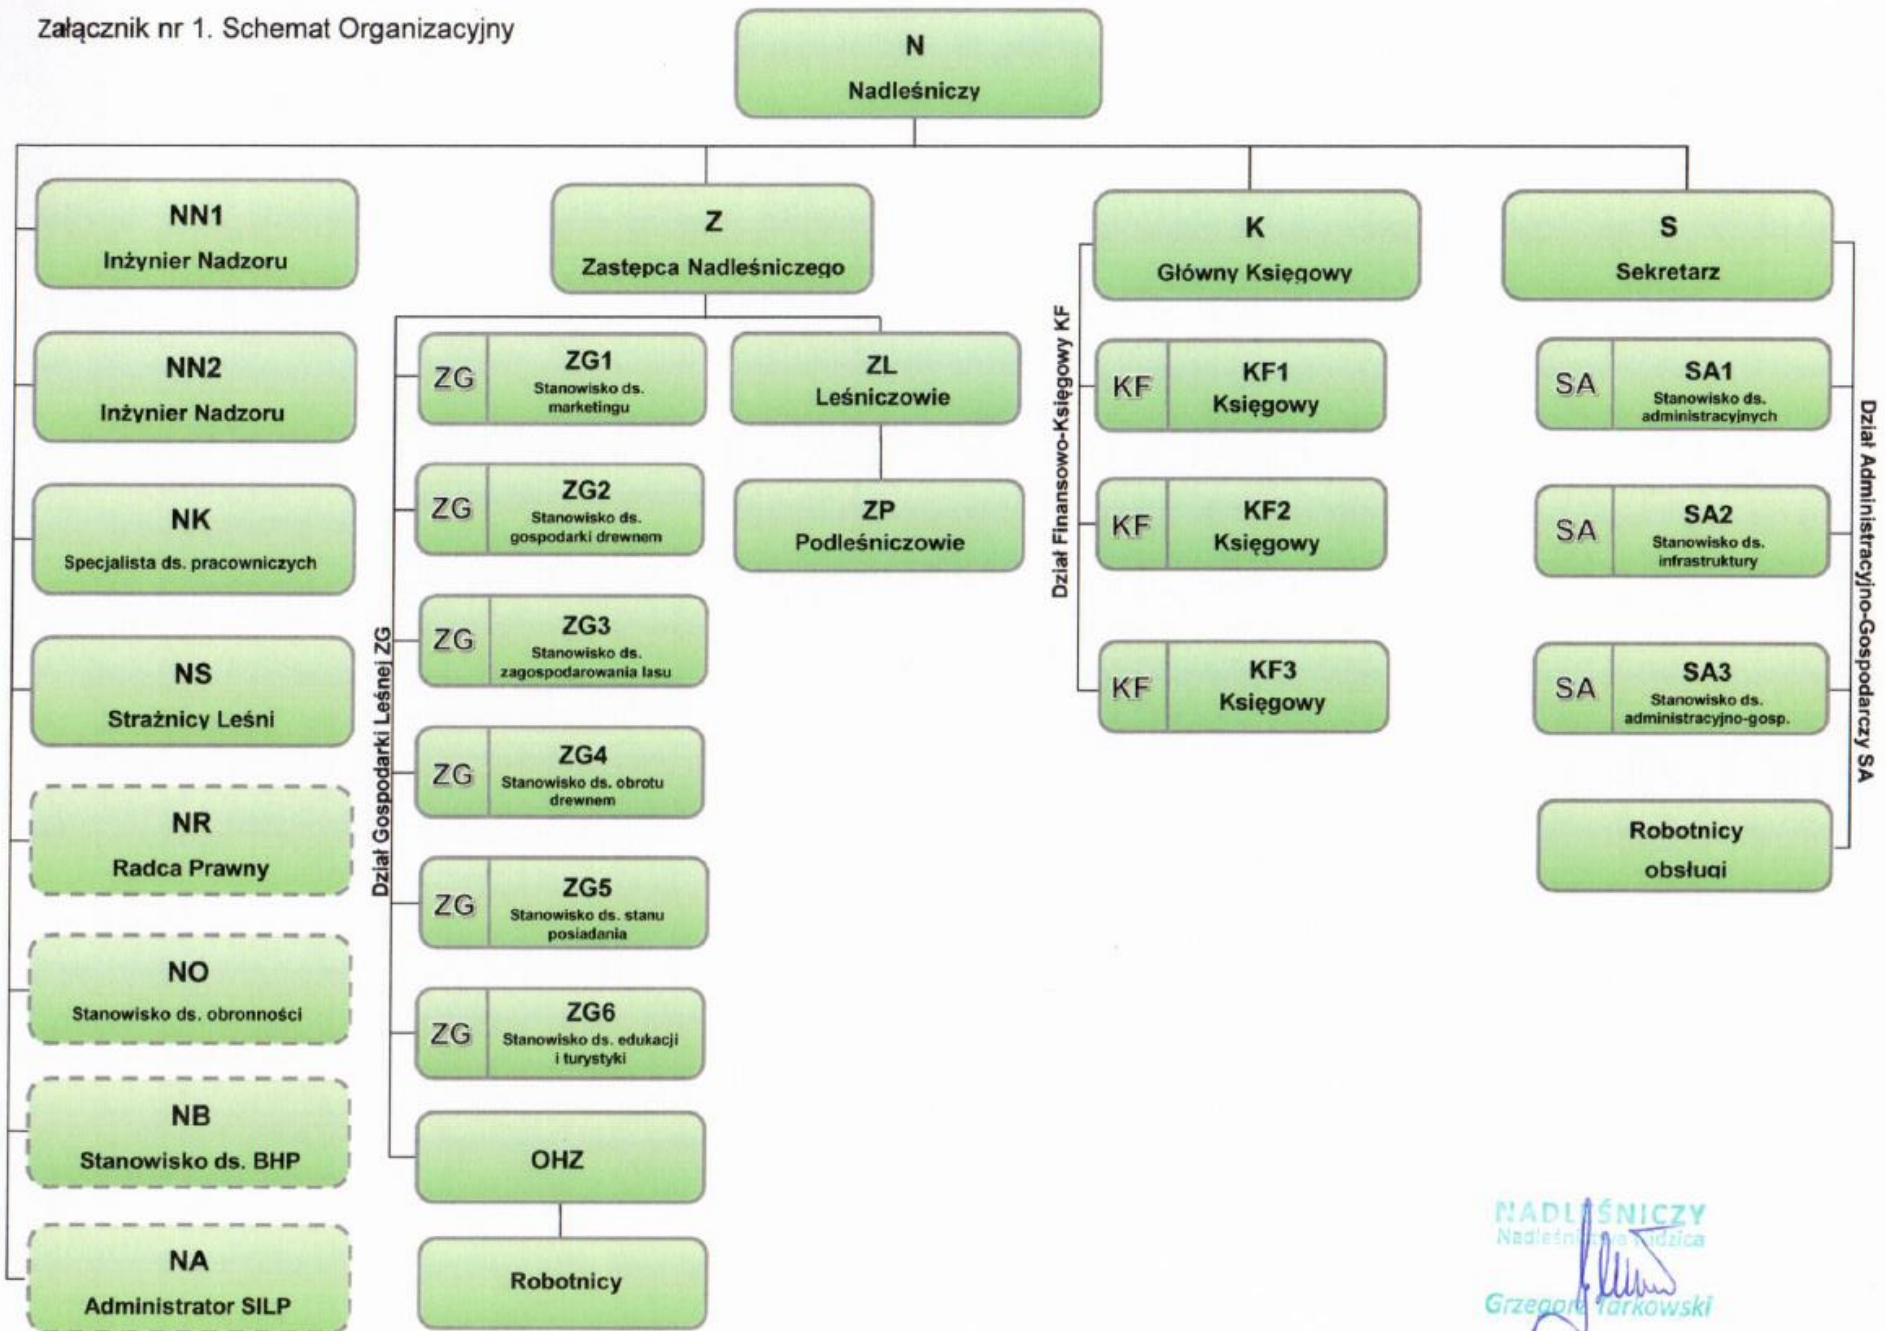 Załącznik nr 1. Schemat Organizacyjny
N
Nadleśniczy
NN1
Inżynier Nadzoru
NN2
Inżynier Nadzoru
NK
Specjalista ds. pracowniczych
NS
Strażnicy Leśni
NR
Radca Prawny
NO
Stanowisko ds. obronności
NB
Stanowisko ds. BHP
NA
Administrator SILP
Z
Zastępca Nadleśniczego
Dział Gospodarki Leśnej ZG
ZG
ZG1
Stanowisko ds.
marketingu
ZG
ZG2
Stanowisko ds.
gospodarki drewnem
ZG
ZG3
Stanowisko ds.
zagospodarowania lasu
ZG
ZG4
Stanowisko ds. obrotu
drewnem
ZG
ZG5
Stanowisko ds. stanu
posiadania
ZG
ZG6
Stanowisko ds. edukacji
i turystyki
OHZ
Robotnicy
ZL
Leśniczowie
ZP
Podleśniczowie
K
Główny Księgowy
Dział Finansowo-Księgowy KF
KF
KF1
Księgowy
KF
KF2
Księgowy
KF
KF3
Księgowy
S
Sekretarz
Dział Administracyjno-Gospodarczy SA
SA
SA1
Stanowisko ds.
administracyjnych
SA
SA2
Stanowisko ds.
infrastruktury
SA
SA3
Stanowisko ds.
administracyjno-gosp.
Robotnicy
obsługi
NADLEŚNICZY
Nadleśnictwa Nidzica
Grzegorz Tarkowski